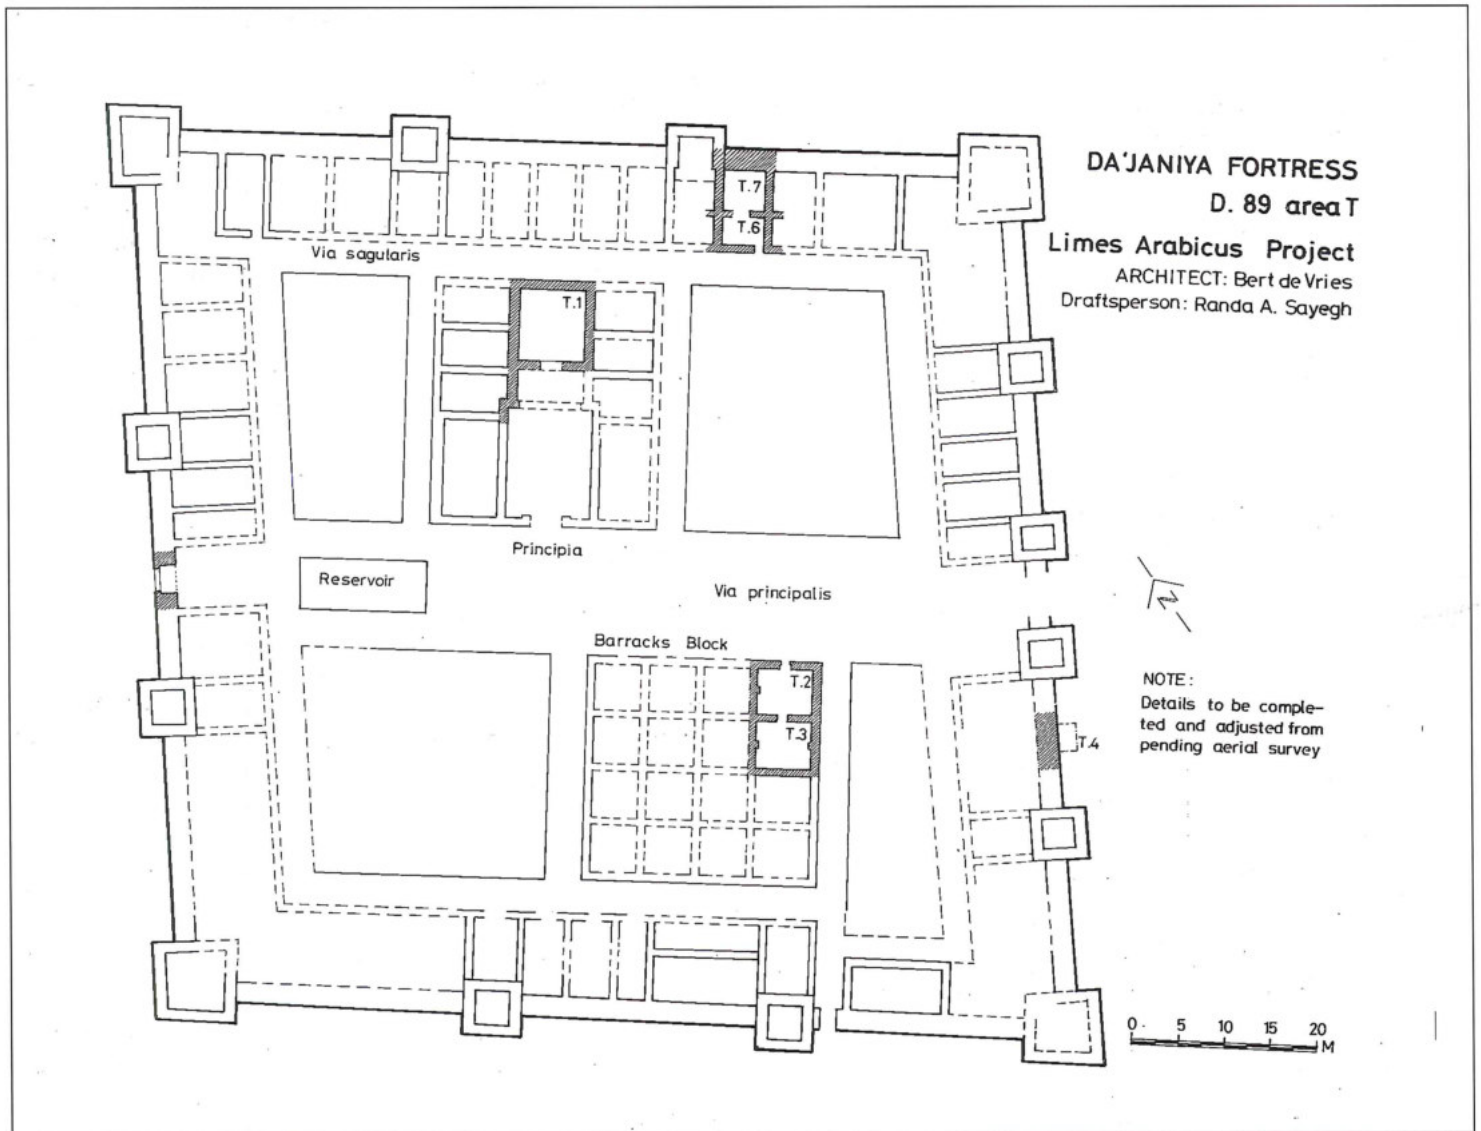 DA'JANIYA FORTRESS
D. 89 area T
Limes Arabicus Project
ARCHITECT: Bert de Vries
Draftsperson: Randa A. Sayegh
T.7
T.6
Via sagularis
T.1
Principia
Reservoir
Via principalis
Barracks Block
T.2
T.3
T.4
N
NOTE:
Details to be comple-
ted and adjusted from
pending aerial survey
0 5 10 15 20
M